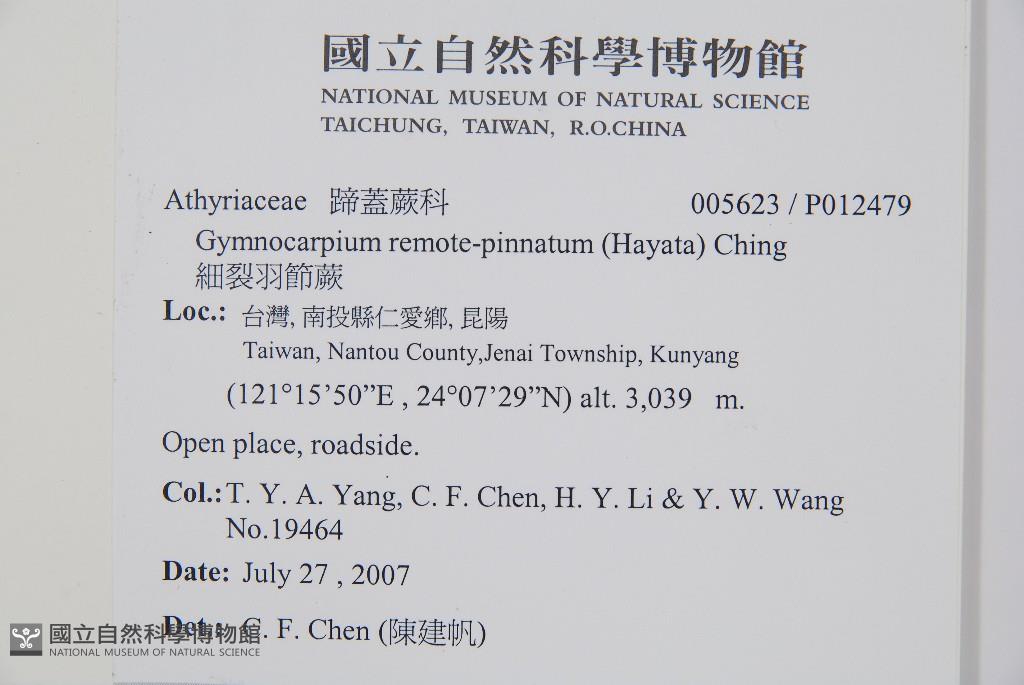 國立自然科學博物館
NATIONAL MUSEUM OF NATURAL SCIENCE
TAICHUNG, TAIWAN, R.O.CHINA
Athyriaceae 蹄蓋蕨科 005623 / P012479
Gymnocarpium remote-pinnatum (Hayata) Ching
細裂羽節蕨
Loc.: 台灣, 南投縣仁愛鄉, 昆陽
Taiwan, Nantou County,Jenai Township, Kunyang
(121°15’50”E , 24°07’29”N) alt. 3,039 m.
Open place, roadside.
Col.: T. Y. A. Yang, C. F. Chen, H. Y. Li & Y. W. Wang
No.19464
Date: July 27 , 2007
Det.: C. F. Chen (陳建帆)
國立自然科學博物館
NATIONAL MUSEUM OF NATURAL SCIENCE